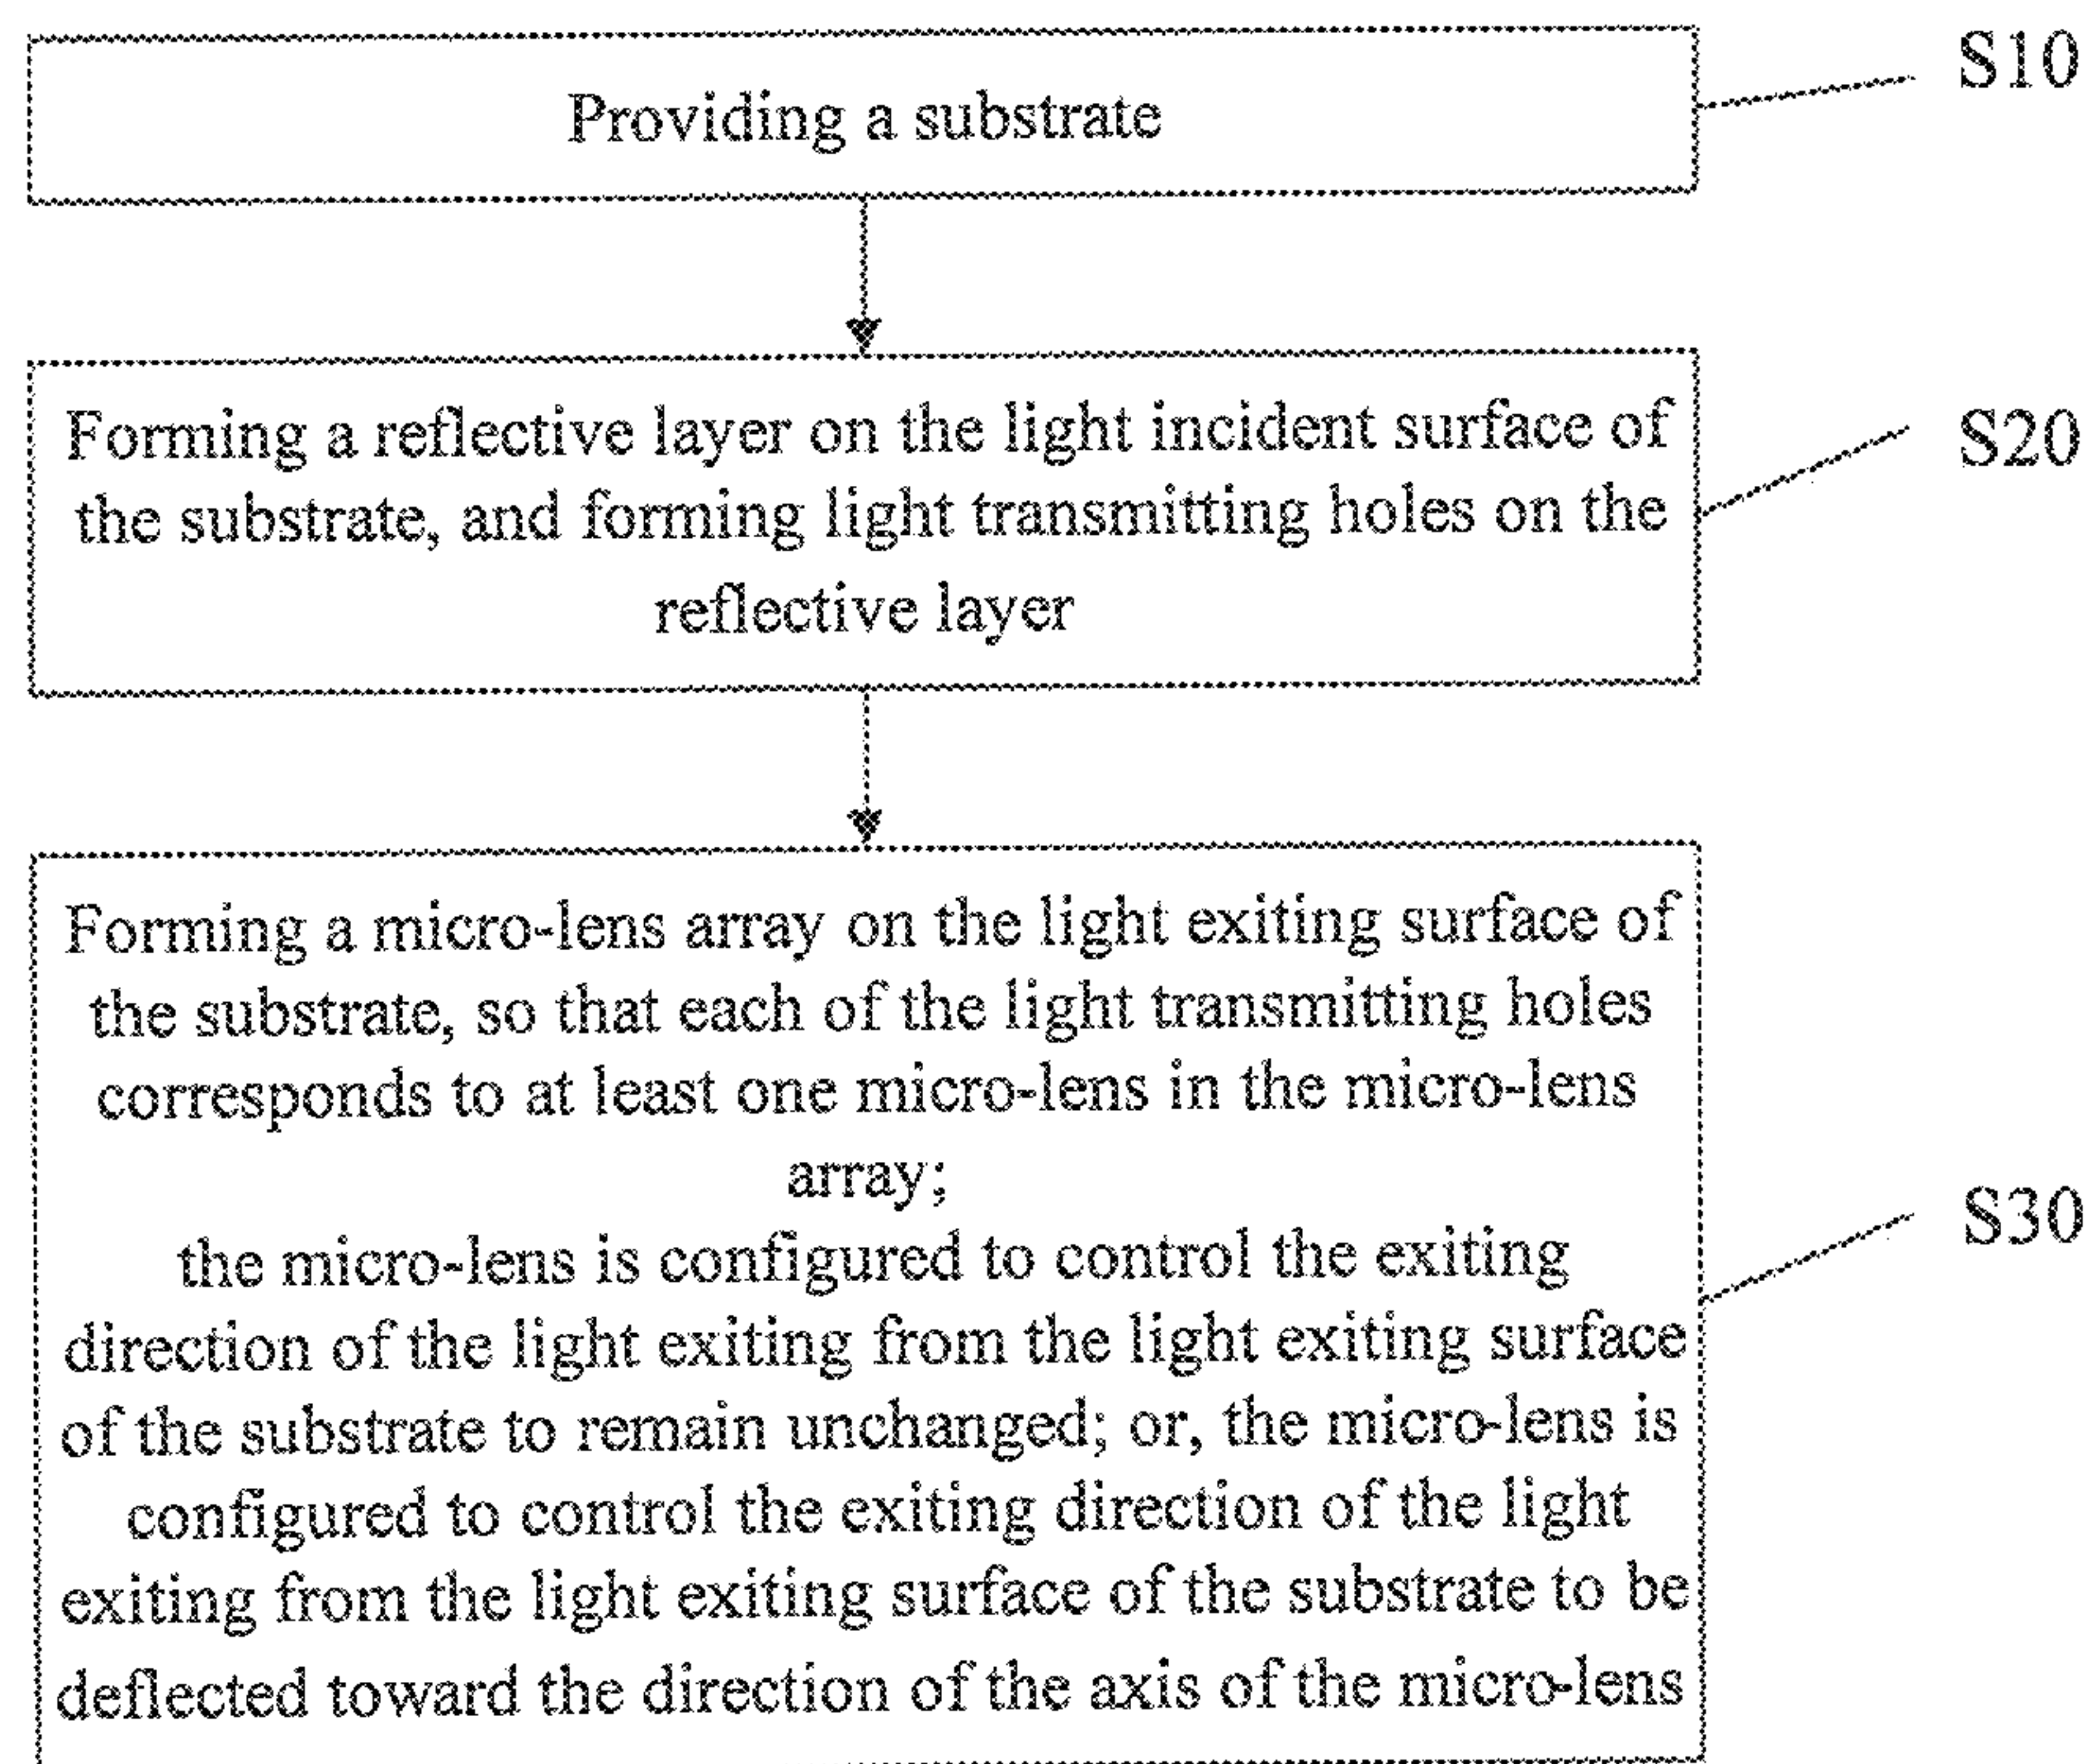 Providing a substrate
S10
Forming a reflective layer on the light incident surface of
the substrate, and forming light transmitting holes on the
reflective layer
S20
Forming a micro-lens array on the light exiting surface of
the substrate, so that each of the light transmitting holes
corresponds to at least one micro-lens in the micro-lens
array;
the micro-lens is configured to control the exiting
direction of the light exiting from the light exiting surface
of the substrate to remain unchanged; or, the micro-lens is
configured to control the exiting direction of the light
exiting from the light exiting surface of the substrate to be
deflected toward the direction of the axis of the micro-lens
S30